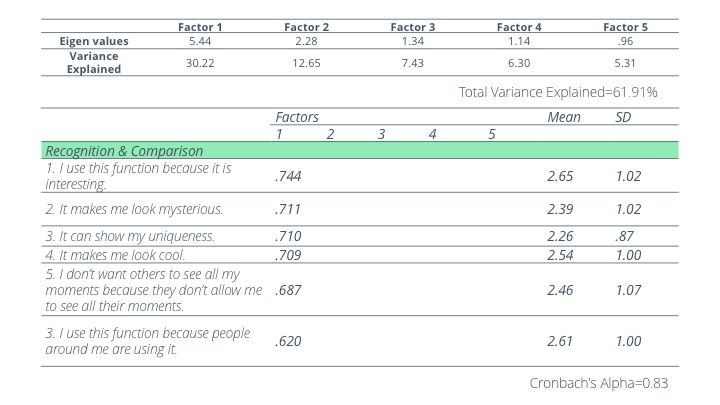 Factor 1 Factor 2 Factor 3 Factor 4 Factor 5
Eigen values 5.44 2.28 1.34 1.14 .96
Variance
Explained 30.22 12.65 7.43 6.30 5.31
Total Variance Explained=61.91%
Factors Mean SD
1 2 3 4 5
Recognition & Comparison
1. I use this function because it is
interesting. .744 2.65 1.02
2. It makes me look mysterious. .711 2.39 1.02
3. It can show my uniqueness. .710 2.26 .87
4. It makes me look cool. .709 2.54 1.00
5. I don’t want others to see all my
moments because they don’t allow me .687 2.46 1.07
to see all their moments.
3. I use this function because people
around me are using it. .620 2.61 1.00
Cronbach's Alpha=0.83